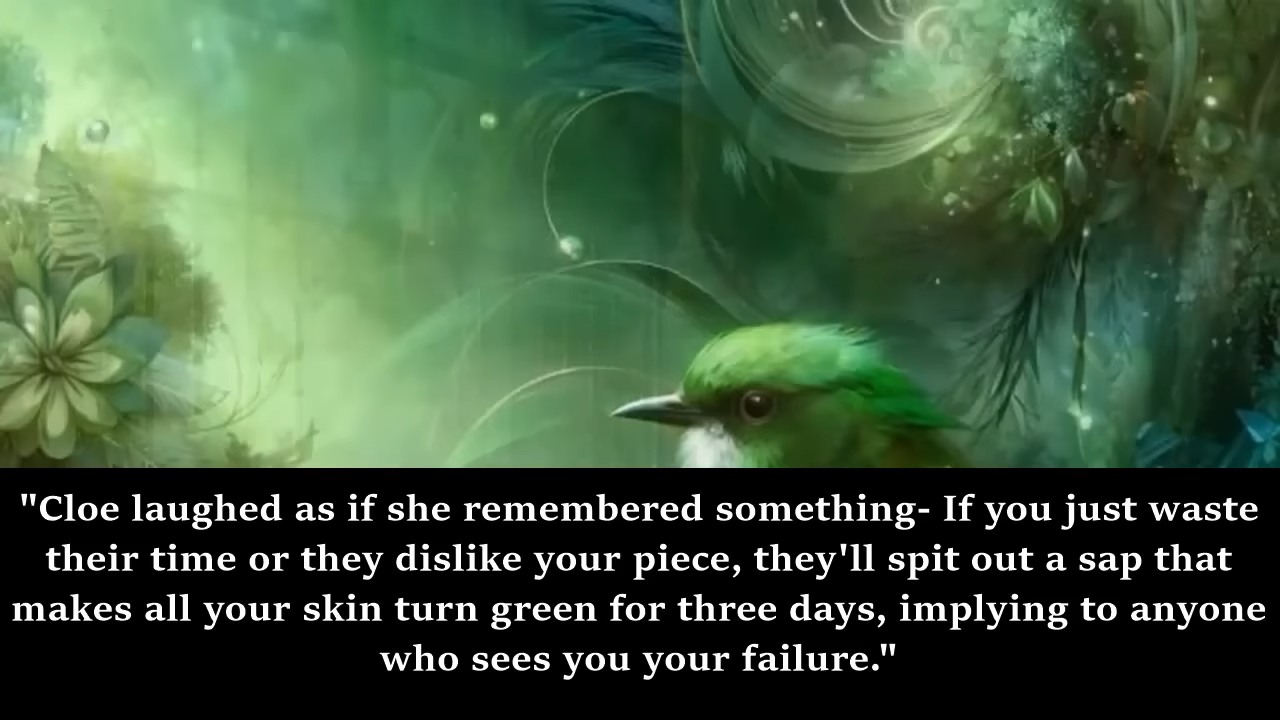 "Cloe laughed as if she remembered something- If you just waste
their time or they dislike your piece, they'll spit out a sap that
makes all your skin turn green for three days, implying to anyone
who sees you your failure."